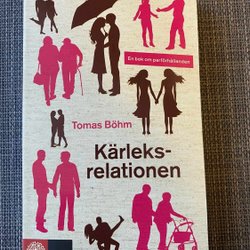 En bok om parförhållanden
Tomas Böhm
Kärleks-
relationen